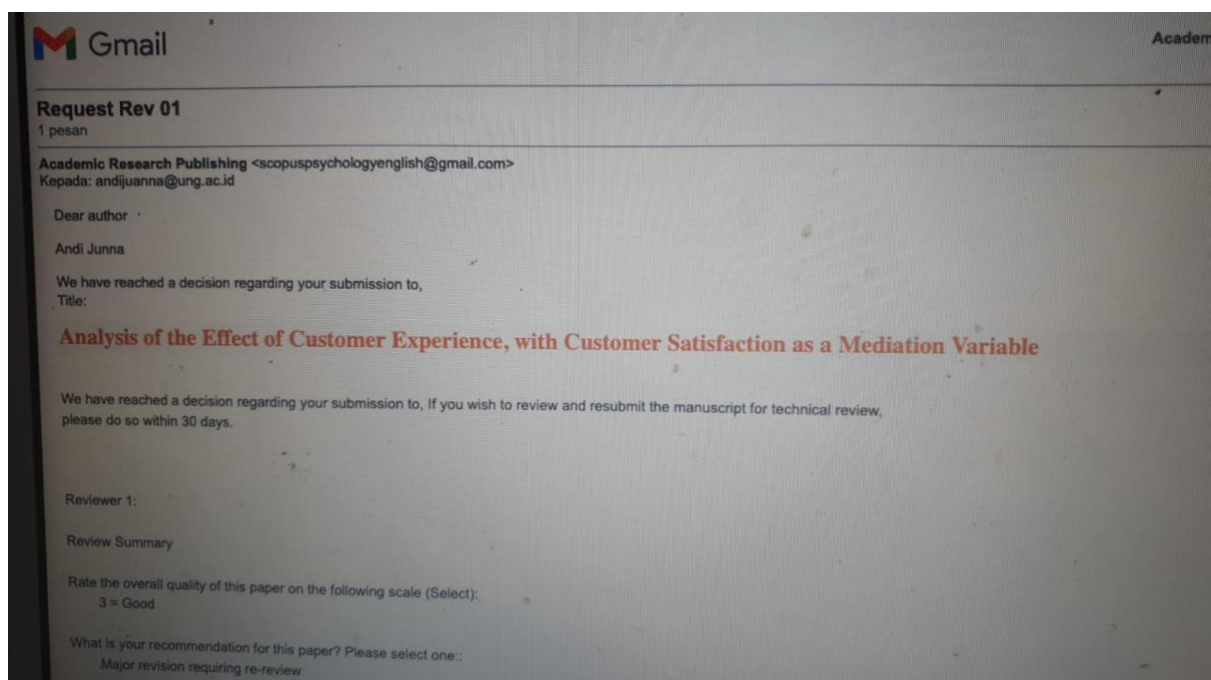 Gmail
Academ
Request Rev 01
1 pesan
Academic Research Publishing <scopuspsychologyenglish@gmail.com>
Kepada: andijuanna@ung.ac.id
Dear author
Andi Junna
We have reached a decision regarding your submission to,
Title:
Analysis of the Effect of Customer Experience, with Customer Satisfaction as a Mediation Variable
We have reached a decision regarding your submission to, If you wish to review and resubmit the manuscript for technical review,
please do so within 30 days.
Reviewer 1:
Review Summary
Rate the overall quality of this paper on the following scale (Select):
3 = Good
What is your recommendation for this paper? Please select one::
Major revision requiring re-review